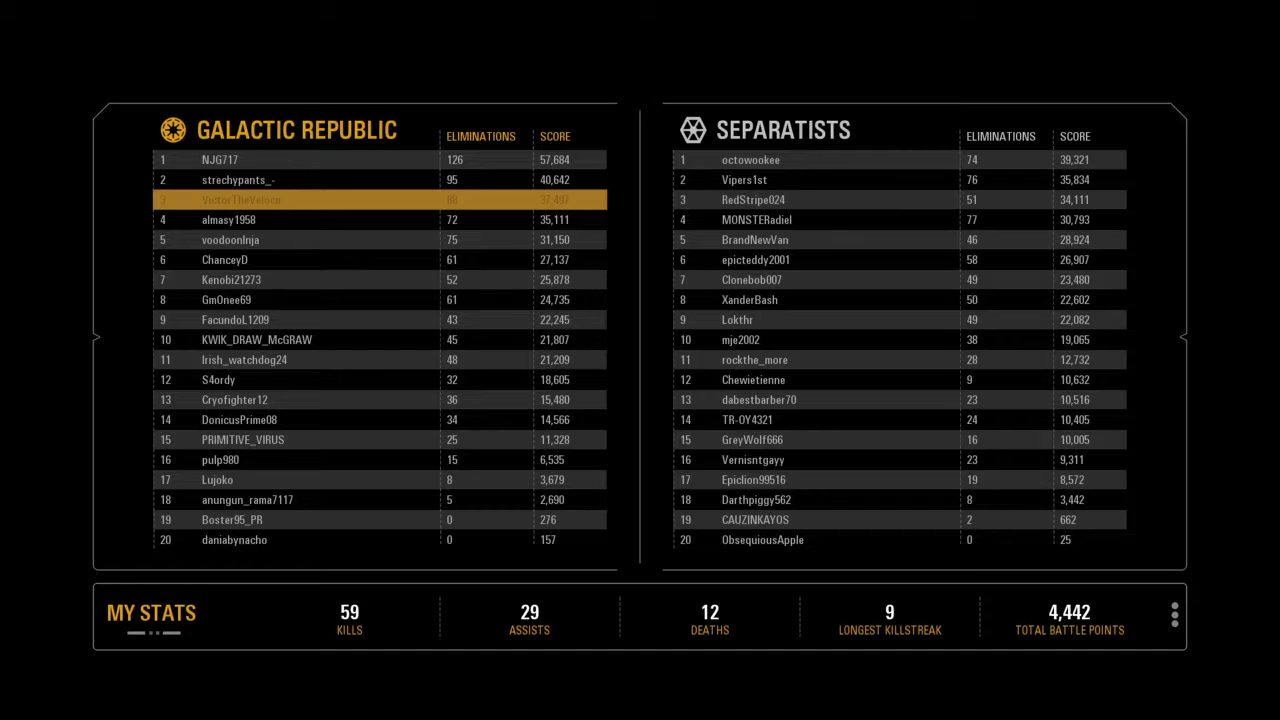 GALACTIC REPUBLIC ELIMINATIONS SCORE
1 NJG717 126 57,684
2 strechypants_- 95 40,642
3 VictorTheVeloca 88 37,497
4 almasy1958 72 35,111
5 voodoonInja 75 31,150
6 ChanceyD 61 27,137
7 Kenobi21273 52 25,878
8 GmOnee69 61 24,735
9 FacundoL1209 43 22,245
10 KWIK_DRAW_McGRAW 45 21,807
11 Irish_watchdog24 48 21,209
12 S4ordy 32 18,605
13 Cryofighter12 36 15,480
14 DonicusPrime08 34 14,566
15 PRIMITIVE_VIRUS 25 11,328
16 pulp980 15 6,535
17 Lujoko 8 3,679
18 anungun_rama7117 5 2,690
19 Boster95_PR 0 276
20 daniabynacho 0 157
SEPARATISTS ELIMINATIONS SCORE
1 octowookee 74 39,321
2 Vipers1st 76 35,834
3 RedStripe024 51 34,111
4 MONSTERadiel 77 30,793
5 BrandNewVan 46 28,924
6 epicteddy2001 58 26,907
7 Clonebob007 49 23,480
8 XanderBash 50 22,602
9 Lokthr 49 22,082
10 mje2002 38 19,065
11 rockthe_more 28 12,732
12 Chewietienne 9 10,632
13 dabestbarber70 23 10,516
14 TR-OY4321 24 10,405
15 GreyWolf666 16 10,005
16 Vernisntgayy 23 9,311
17 Epiclion99516 19 8,572
18 Darthpiggy562 8 3,442
19 CAUZINKAYOS 2 662
20 ObsequiousApple 0 25
MY STATS
59 KILLS
29 ASSISTS
12 DEATHS
9 LONGEST KILLSTREAK
4,442 TOTAL BATTLE POINTS